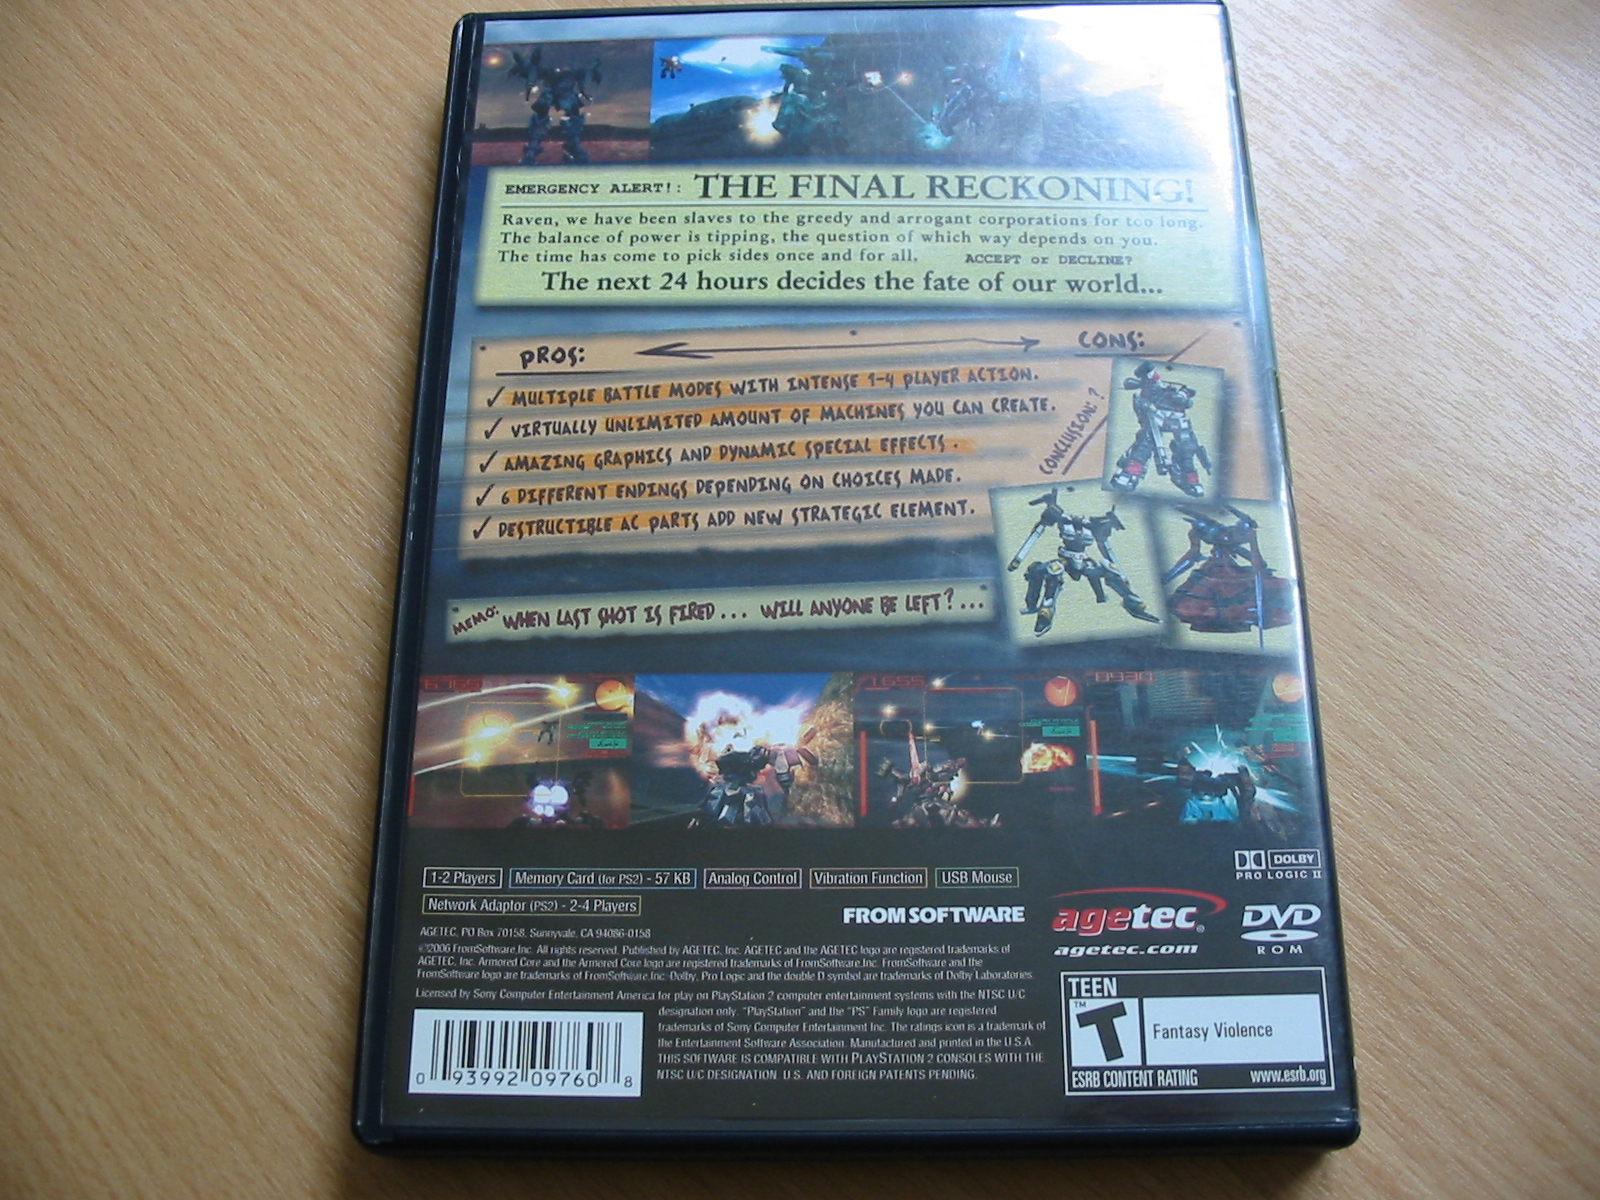 EMERGENCY ALERT!: THE FINAL RECKONING!
Raven, we have been slaves to the greedy and arrogant corporations for too long.
The balance of power is tipping, the question of which way depends on you.
The time has come to pick sides once and for all. ACCEPT or DECLINE?
The next 24 hours decides the fate of our world...
PROS: CONS:
✓ MULTIPLE BATTLE MODES WITH INTENSE 1-4 PLAYER ACTION.
✓ VIRTUALLY UNLIMITED AMOUNT OF MACHINES YOU CAN CREATE.
✓ AMAZING GRAPHICS AND DYNAMIC SPECIAL EFFECTS.
✓ 6 DIFFERENT ENDINGS DEPENDING ON CHOICES MADE.
✓ DESTRUCTIBLE AC PARTS ADD NEW STRATEGIC ELEMENT.
CONCLUSION: ?
MEMO: WHEN LAST SHOT IS FIRED... WILL ANYONE BE LEFT?...
6765
1655
8930
1-2 Players Memory Card (for PS2) - 57 KB Analog Control Vibration Function USB Mouse
Network Adaptor (PS2) - 2-4 Players
DOLBY
PRO LOGIC II
FROMSOFTWARE
agetec®
agetec.com
DVD
ROM
AGETEC, PO Box 70158, Sunnyvale, CA 94086-0158
©2006 FromSoftware,Inc. All rights reserved. Published by AGETEC, Inc. AGETEC and the AGETEC logo are registered trademarks of
AGETEC, Inc. Armored Core and the Armored Core logo are registered trademarks of FromSoftware,Inc. FromSoftware and the
FromSoftware logo are trademarks of FromSoftware,Inc. Dolby, Pro Logic and the double D symbol are trademarks of Dolby Laboratories.
Licensed by Sony Computer Entertainment America for play on PlayStation 2 computer entertainment systems with the NTSC U/C
designation only. "PlayStation" and the "PS" Family logo are registered
trademarks of Sony Computer Entertainment Inc. The ratings icon is a trademark of
the Entertainment Software Association. Manufactured and printed in the U.S.A.
THIS SOFTWARE IS COMPATIBLE WITH PLAYSTATION 2 CONSOLES WITH THE
NTSC U/C DESIGNATION. U.S. AND FOREIGN PATENTS PENDING.
0 93992 09760 8
TEEN
T™
Fantasy Violence
ESRB CONTENT RATING www.esrb.org